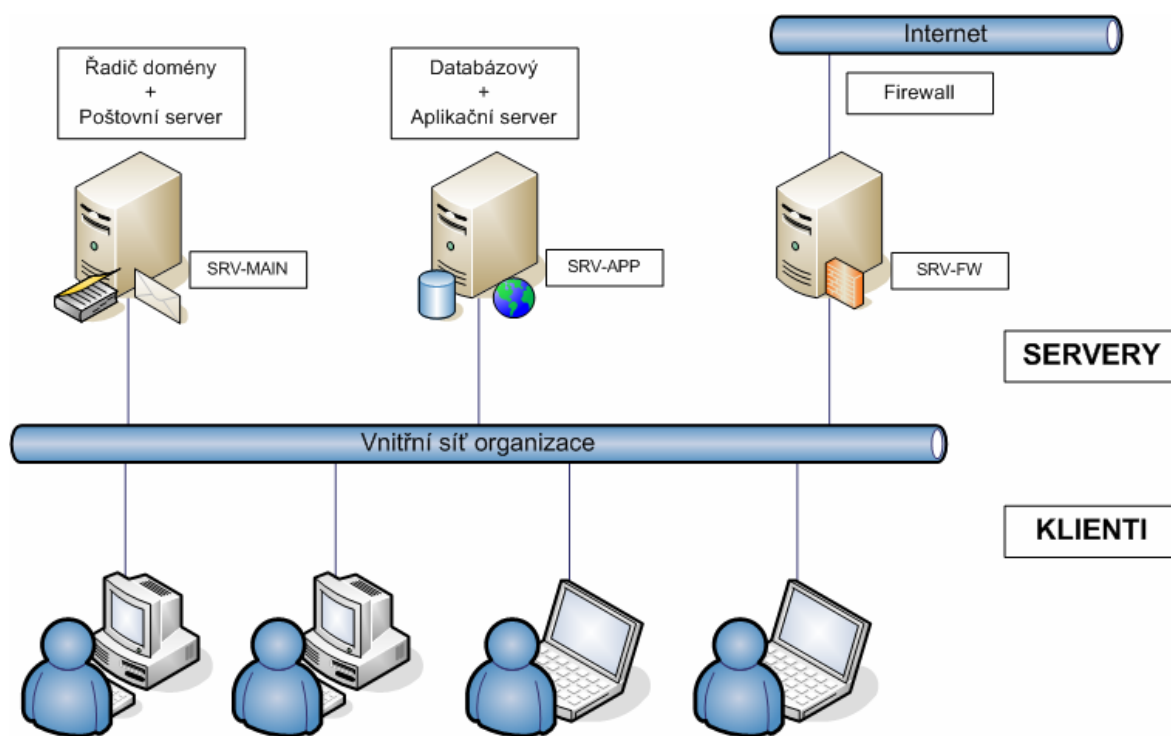 Internet
Řadič domény
+
Poštovní server
Databázový
+
Aplikační server
Firewall
SRV-MAIN
SRV-APP
SRV-FW
SERVERY
Vnitřní síť organizace
KLIENTI